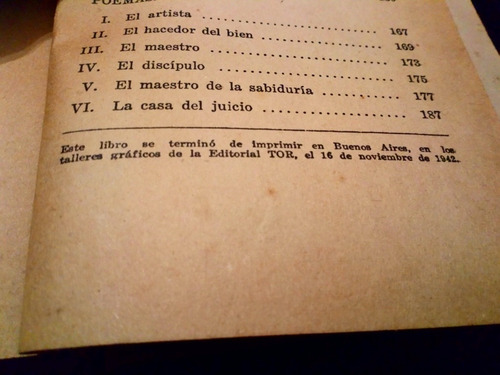 POEMAS
I. El artista .......................... 167
II. El hacedor del bien ................ 169
III. El maestro ........................ 173
IV. El discípulo ....................... 175
V. El maestro de la sabiduría .......... 177
VI. La casa del juicio ................. 187
Este libro se terminó de imprimir en Buenos Aires, en los
talleres gráficos de la Editorial TOR, el 16 de noviembre de 1942.